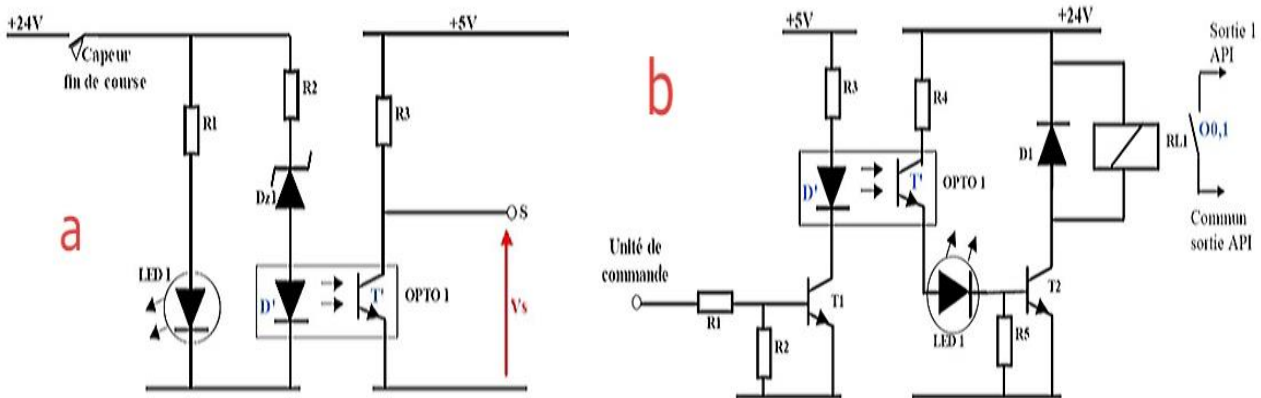 +24V
Capeur
fin de course
R1
R2
Dz1
LED 1
D'
T'
OPTO 1
+5V
R3
S
Vs
a
b
+5V
+24V
R3
R4
D'
T'
OPTO 1
D1
RL1
O0,1
Sortie 1
API
Commun
sortie API
Unité de
commande
R1
R2
T1
LED 1
R5
T2